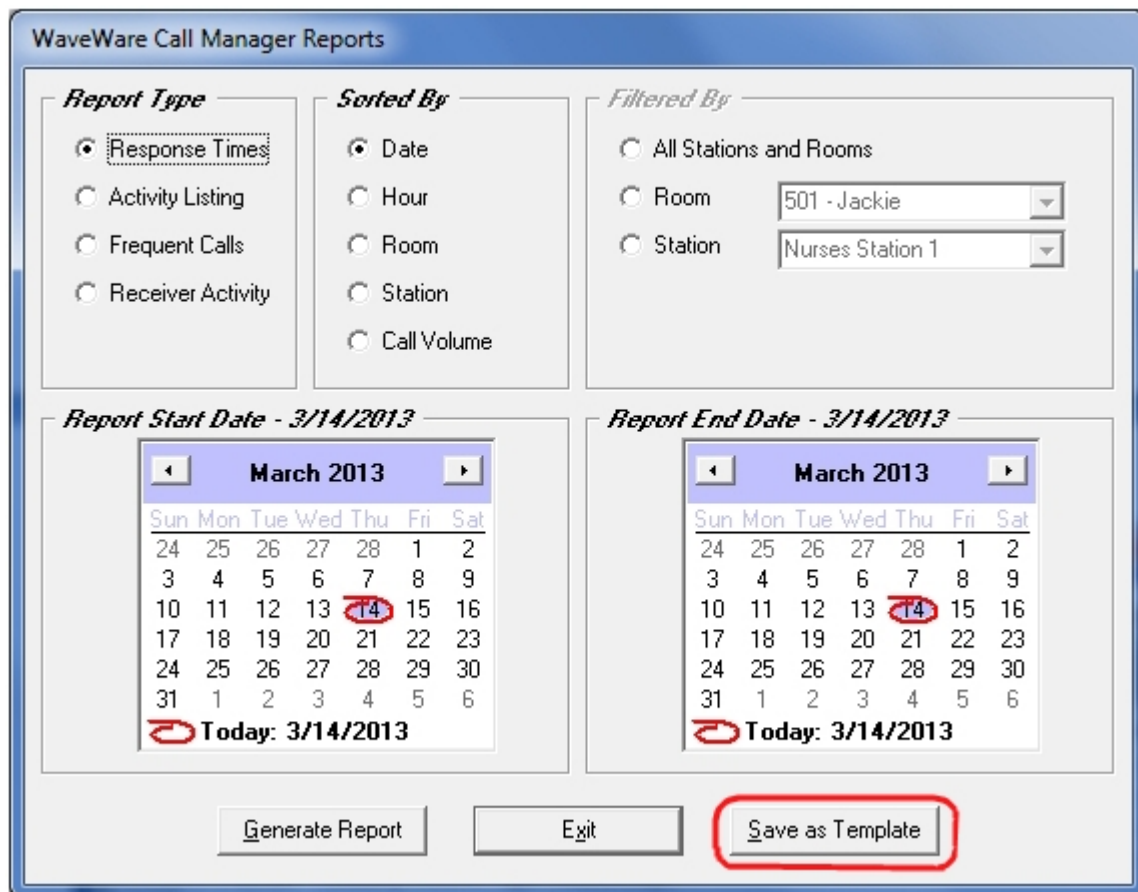 WaveWare Call Manager Reports
Report Type
Response Times
Activity Listing
Frequent Calls
Receiver Activity
Sorted By
Date
Hour
Room
Station
Call Volume
Filtered By
All Stations and Rooms
Room 501 - Jackie
Station Nurses Station 1
Report Start Date - 3/14/2013
March 2013
Sun Mon Tue Wed Thu Fri Sat
24 25 26 27 28 1 2
3 4 5 6 7 8 9
10 11 12 13 14 15 16
17 18 19 20 21 22 23
24 25 26 27 28 29 30
31 1 2 3 4 5 6
Today: 3/14/2013
Report End Date - 3/14/2013
March 2013
Sun Mon Tue Wed Thu Fri Sat
24 25 26 27 28 1 2
3 4 5 6 7 8 9
10 11 12 13 14 15 16
17 18 19 20 21 22 23
24 25 26 27 28 29 30
31 1 2 3 4 5 6
Today: 3/14/2013
Generate Report
Exit
Save as Template